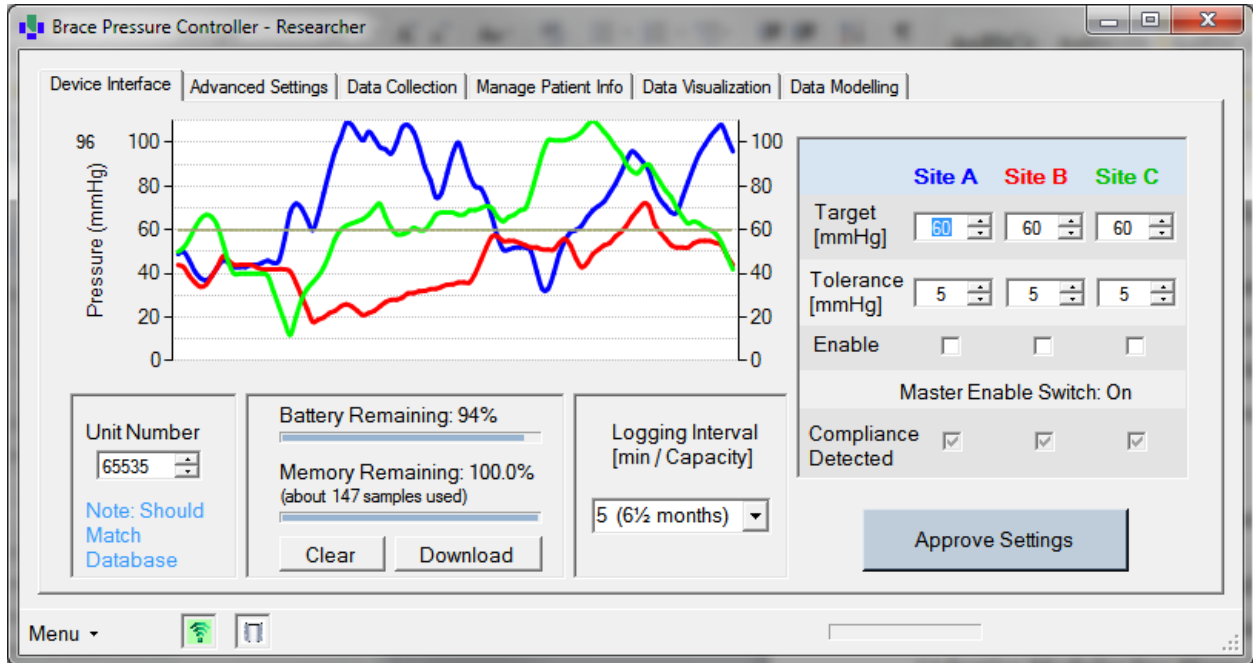 Brace Pressure Controller - Researcher
Device Interface Advanced Settings Data Collection Manage Patient Info Data Visualization Data Modelling
96
Pressure (mmHg)
100
80
60
40
20
0
100
80
60
40
20
0
Site A Site B Site C
Target
[mmHg]
60 60 60
Tolerance
[mmHg]
5 5 5
Enable
Master Enable Switch: On
Compliance
Detected
Unit Number
65535
Note: Should
Match
Database
Battery Remaining: 94%
Memory Remaining: 100.0%
(about 147 samples used)
Clear Download
Logging Interval
[min / Capacity]
5 (6½ months)
Approve Settings
Menu